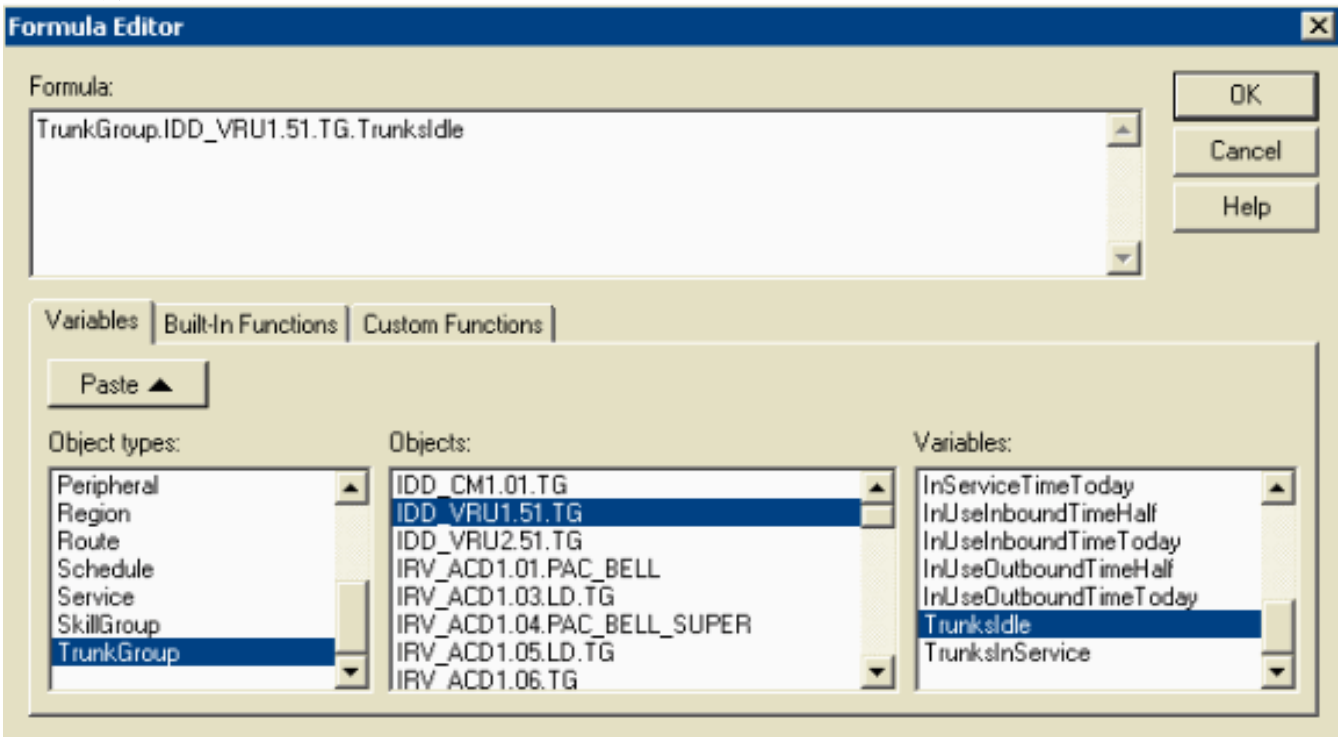 Formula Editor
Formula:
TrunkGroup.IDD_VRU1.51.TG.TrunksIdle
OK
Cancel
Help
Variables
Built-In Functions
Custom Functions
Paste
Object types:
Peripheral
Region
Route
Schedule
Service
SkillGroup
TrunkGroup
Objects:
IDD_CM1.01.TG
IDD_VRU1.51.TG
IDD_VRU2.51.TG
IRV_ACD1.01.PAC_BELL
IRV_ACD1.03.LD.TG
IRV_ACD1.04.PAC_BELL_SUPER
IRV_ACD1.05.LD.TG
IRV_ACD1.06.TG
Variables:
InServiceTimeToday
InUseInboundTimeHalf
InUseInboundTimeToday
InUseOutboundTimeHalf
InUseOutboundTimeToday
TrunksIdle
TrunksInService